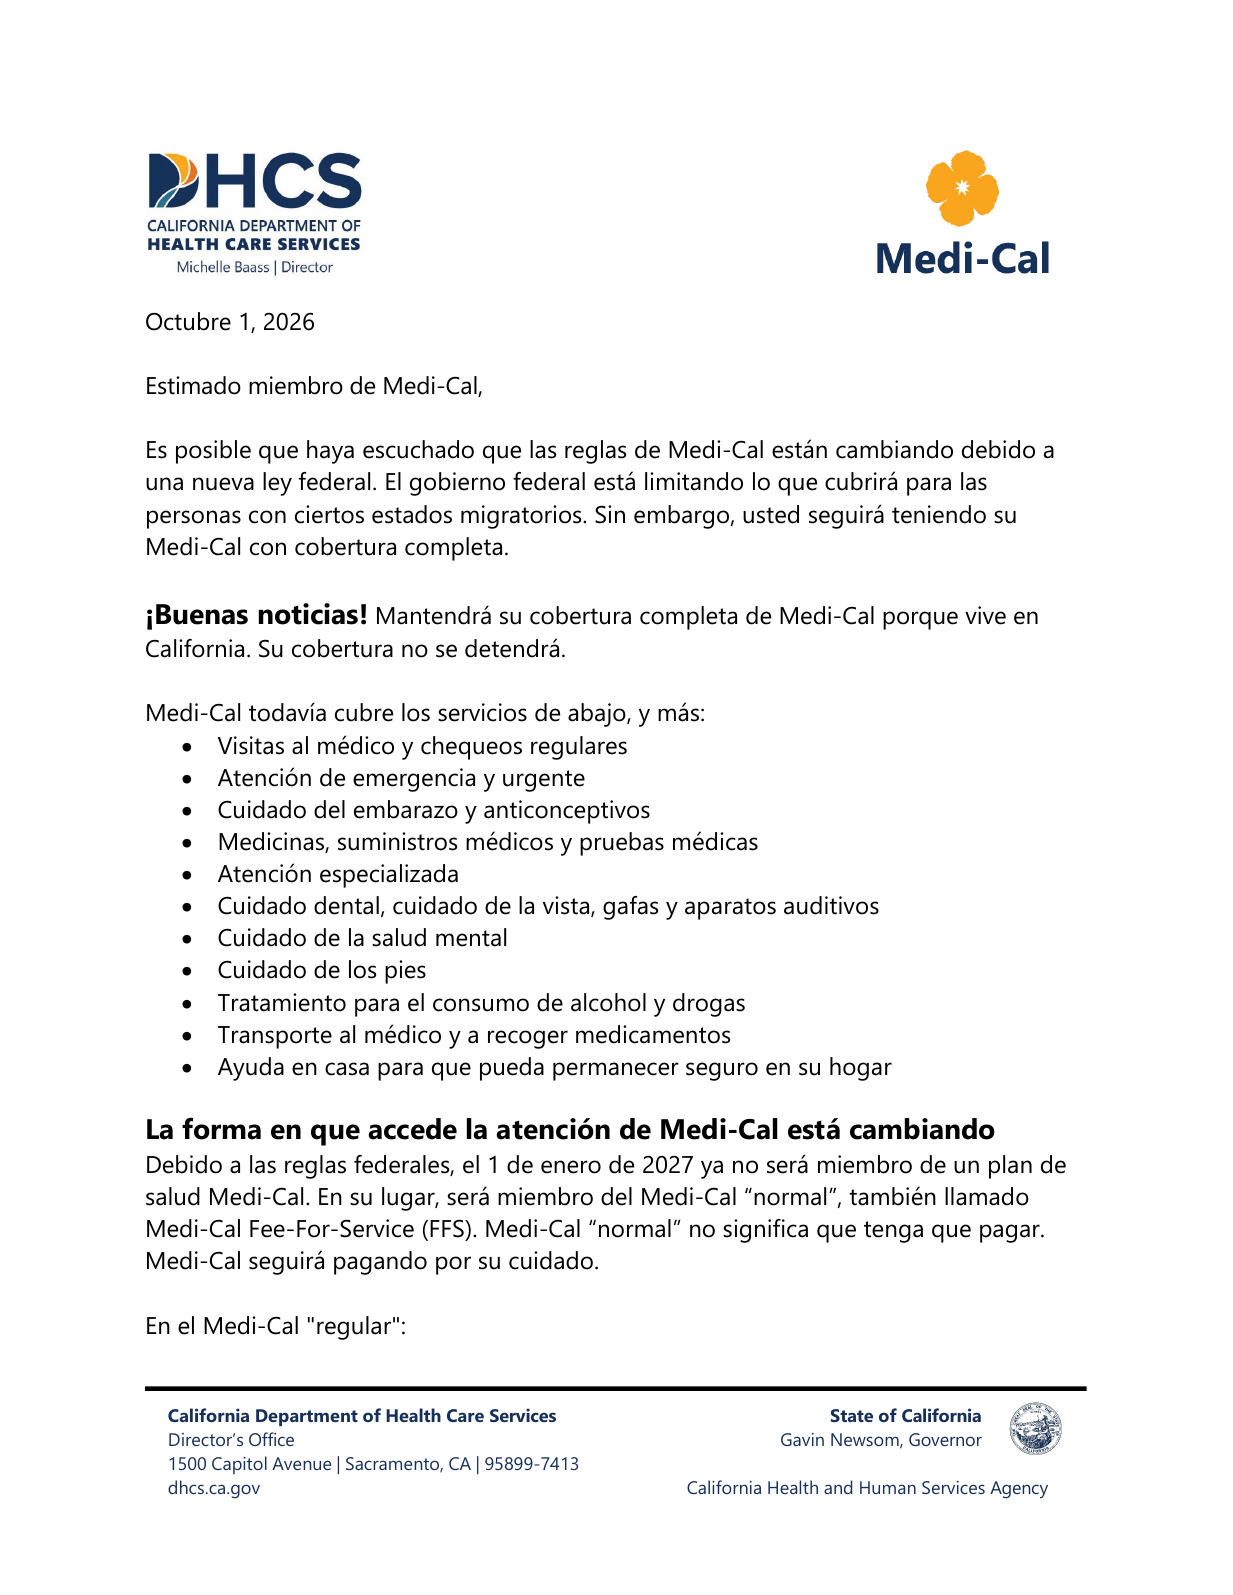 DHCS
CALIFORNIA DEPARTMENT OF
HEALTH CARE SERVICES
Michelle Baass | Director
Medi-Cal
Octubre 1, 2026
Estimado miembro de Medi-Cal,
Es posible que haya escuchado que las reglas de Medi-Cal están cambiando debido a
una nueva ley federal. El gobierno federal está limitando lo que cubrirá para las
personas con ciertos estados migratorios. Sin embargo, usted seguirá teniendo su
Medi-Cal con cobertura completa.
¡Buenas noticias! Mantendrá su cobertura completa de Medi-Cal porque vive en
California. Su cobertura no se detendrá.
Medi-Cal todavía cubre los servicios de abajo, y más:
• Visitas al médico y chequeos regulares
• Atención de emergencia y urgente
• Cuidado del embarazo y anticonceptivos
• Medicinas, suministros médicos y pruebas médicas
• Atención especializada
• Cuidado dental, cuidado de la vista, gafas y aparatos auditivos
• Cuidado de la salud mental
• Cuidado de los pies
• Tratamiento para el consumo de alcohol y drogas
• Transporte al médico y a recoger medicamentos
• Ayuda en casa para que pueda permanecer seguro en su hogar
La forma en que accede la atención de Medi-Cal está cambiando
Debido a las reglas federales, el 1 de enero de 2027 ya no será miembro de un plan de
salud Medi-Cal. En su lugar, será miembro del Medi-Cal “normal”, también llamado
Medi-Cal Fee-For-Service (FFS). Medi-Cal “normal” no significa que tenga que pagar.
Medi-Cal seguirá pagando por su cuidado.
En el Medi-Cal "regular":
California Department of Health Care Services
Director’s Office
1500 Capitol Avenue | Sacramento, CA | 95899-7413
dhcs.ca.gov
State of California
Gavin Newsom, Governor
California Health and Human Services Agency